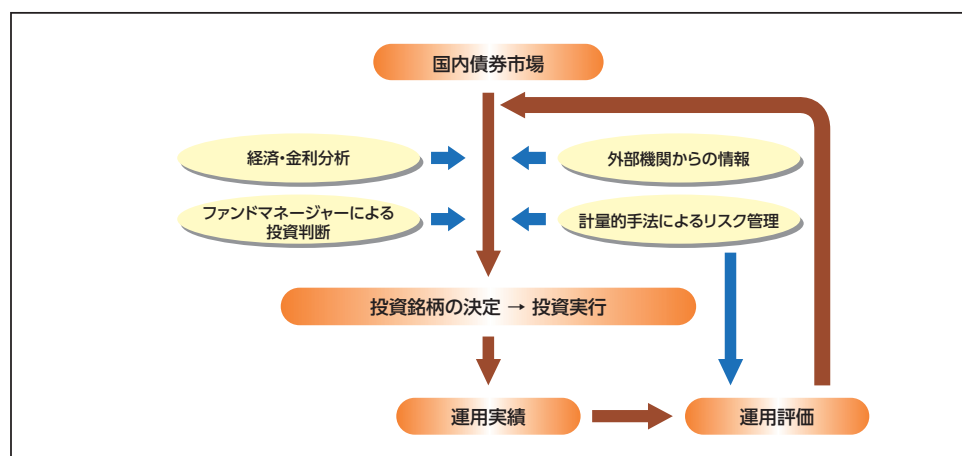 国内債券市場
経済・金利分析
外部機関からの情報
ファンドマネージャーによる
投資判断
計量的手法によるリスク管理
投資銘柄の決定 → 投資実行
運用実績
運用評価